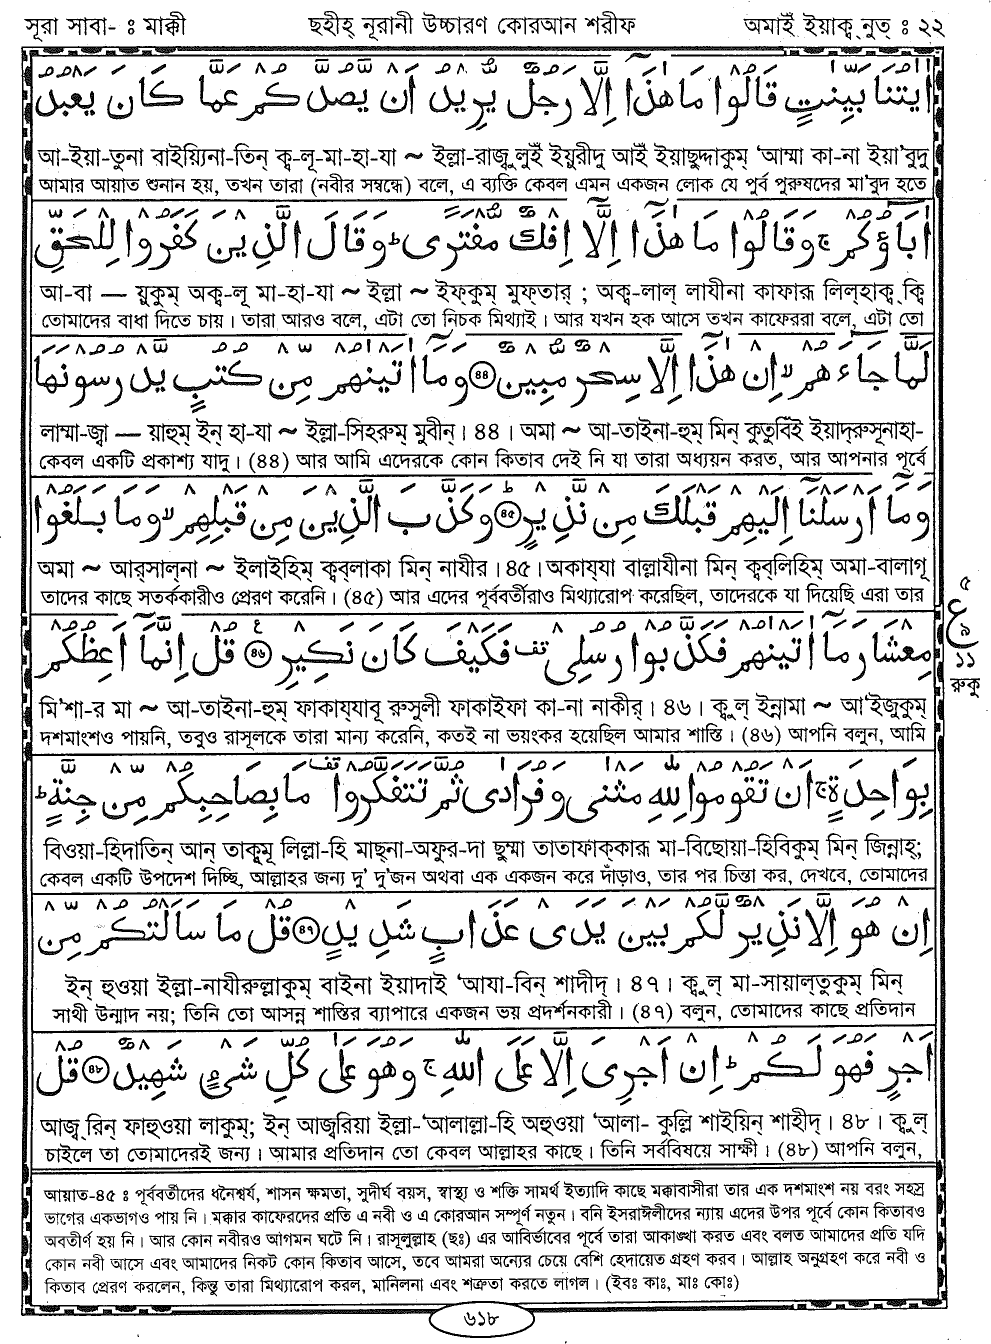 সূরা সাবা- : মাক্কী ছহীহ্ নূরানী উচ্চারণ কোরআন শরীফ অমাইঁ ইয়াক্বনুত্ : ২২
اٰيٰتُنَا بَيِّنٰتٍ قَالُوْا مَا هٰذَاۤ اِلَّا رَجُلٌ يُّرِيْدُ اَنْ يَّصُدَّكُمْ عَمَّا كَانَ يَعْبُدُ
আ-ইয়া-তুনা বাইয়্যিনা-তিন্ ক্ব-লূ-মা-হা-যা ~ ইল্লা-রাজুলুইঁ ইয়ুরীদু আইঁ ইয়াছুদ্দাকুম্ ‘আম্মা কা-না ইয়া’বুদু
আমার আয়াত শুনান হয়, তখন তারা (নবীর সম্বন্ধে) বলে, এ ব্যক্তি কেবল এমন একজন লোক যে পূর্ব পুরুষদের মা’বুদ হতে
اٰبَآؤُكُمْ ۚ وَقَالُوْا مَا هٰذَاۤ اِلَّاۤ اِفْكٌ مُّفْتَرًى ؕ وَقَالَ الَّذِيْنَ كَفَرُوْا لِلْحَقِّ
আ-বা — য়ুকুম্ অক্ব-লূ মা-হা-যা ~ ইল্লা ~ ইফ্কুম্ মুফ্তার্ ; অক্ব-লাল্ লাযীনা কাফারূ লিল্হাক্বক্বি
তোমাদের বাধা দিতে চায়। তারা আরও বলে, এটা তো নিচক মিথ্যাই। আর যখন হক আসে তখন কাফেররা বলে, এটা তো
لَمَّا جَآءَهُمْ ۙ اِنْ هٰذَاۤ اِلَّا سِحْرٌ مُّبِيْنٌ ﴿৪৪﴾ وَمَاۤ اٰتَيْنٰهُمْ مِّنْ كُتُبٍ يَّدْرُسُوْنَهَا
লাম্মা-জ্বা — য়াহুম্ ইন্ হা-যা ~ ইল্লা-সিহরুম্ মুবীন্। ৪৪। অমা ~ আ-তাইনা-হুম্ মিন্ কুতুবিঁই ইয়াদ্রুসূনাহা-
কেবল একটি প্রকাশ্য যাদু। (৪৪) আর আমি এদেরকে কোন কিতাব দেই নি যা তারা অধ্যয়ন করত, আর আপনার পূর্বে
وَمَاۤ اَرْسَلْنَاۤ اِلَيْهِمْ قَبْلَكَ مِنْ نَّذِيْرٍ ؕ ﴿৪৫﴾ وَكَذَّبَ الَّذِيْنَ مِنْ قَبْلِهِمْ ۙ وَمَا بَلَغُوْا
অমা ~ আর্সাল্না ~ ইলাইহিম্ ক্বব্লাকা মিন্ নাযীর। ৪৫। অকায্যা বাল্লাযীনা মিন্ ক্বব্লিহিম্ অমা-বালাগূ
তাদের কাছে সতর্ককারীও প্রেরণ করেনি। (৪৫) আর এদের পূর্ববর্তীরাও মিথ্যারোপ করেছিল, তাদেরকে যা দিয়েছি এরা তার
مِعْشَارَ مَاۤ اٰتَيْنٰهُمْ فَكَذَّبُوْا رُسُلِىْ قف فَكَيْفَ كَانَ نَكِيْرِ ﴿৪৬﴾ ع قُلْ اِنَّمَاۤ اَعِظُكُمْ
মি’শা-র মা ~ আ-তাইনা-হুম্ ফাকায্যাবূ রুসুলী ফাকাইফা কা-না নাকীর্। ৪৬। ক্বুল্ ইন্নামা ~ আ’ইজুকুম্
দশমাংশও পায়নি, তবুও রাসূলকে তারা মান্য করেনি, কতই না ভয়ংকর হয়েছিল আমার শাস্তি। (৪৬) আপনি বলুন, আমি
৫
ع
৯
১১
রুকু
بِوَاحِدَةٍ ۚ اَنْ تَقُوْمُوْا لِلّٰهِ مَثْنٰى وَفُرَادٰى ثُمَّ تَتَفَكَّرُوْا قف مَا بِصَاحِبِكُمْ مِّنْ جِنَّةٍ ؕ
বিওয়া-হিদাতিন্ আন্ তাক্বূমূ লিল্লা-হি মাছ্না-অফুর-দা ছুম্মা তাতাফাক্কারূ মা-বিছোয়া-হিবিকুম্ মিন্ জিন্নাহ্;
কেবল একটি উপদেশ দিচ্ছি, আল্লাহর জন্য দু’ দু’জন অথবা এক একজন করে দাঁড়াও, তার পর চিন্তা কর, দেখবে, তোমাদের
اِنْ هُوَ اِلَّا نَذِيْرٌ لَّكُمْ بَيْنَ يَدَىْ عَذَابٍ شَدِيْدٍ ﴿৪৭﴾ قُلْ مَا سَاَلْتُكُمْ مِّنْ
ইন্ হুওয়া ইল্লা-নাযীরুল্লাকুম্ বাইনা ইয়াদাই ‘আযা-বিন্ শাদীদ্। ৪৭। ক্বুল্ মা-সায়াল্তুকুম্ মিন্
সাথী উন্মাদ নয়; তিনি তো আসন্ন শাস্তির ব্যাপারে একজন ভয় প্রদর্শনকারী। (৪৭) বলুন, তোমাদের কাছে প্রতিদান
اَجْرٍ فَهُوَ لَكُمْ ؕ اِنْ اَجْرِىَ اِلَّا عَلَى اللّٰهِ ۚ وَهُوَ عَلٰى كُلِّ شَىْءٍ شَهِيْدٌ ﴿৪৮﴾ قُلْ
আজ্ব্রিন্ ফাহুওয়া লাকুম্; ইন্ আজ্বরিয়া ইল্লা-‘আলাল্লা-হি অহুওয়া ‘আলা- কুল্লি শাইয়িন্ শাহীদ্। ৪৮। ক্বুল্
চাইলে তা তোমাদেরই জন্য। আমার প্রতিদান তো কেবল আল্লাহর কাছে। তিনি সর্ববিষয়ে সাক্ষী। (৪৮) আপনি বলুন,
আয়াত-৪৫ : পূর্ববর্তীদের ধনৈশ্বর্য, শাসন ক্ষমতা, সুদীর্ঘ বয়স, স্বাস্থ্য ও শক্তি সামর্থ ইত্যাদি কাছে মক্কাবাসীরা তার এক দশমাংশ নয় বরং সহস্র
ভাগের একভাগও পায় নি। মক্কার কাফেরদের প্রতি এ নবী ও এ কোরআন সম্পূর্ণ নতুন। বনি ইসরাঈলীদের ন্যায় এদের উপর পূর্বে কোন কিতাবও
অবতীর্ণ হয় নি। আর কোন নবীরও আগমন ঘটে নি। রাসূলুল্লাহ (ছঃ) এর আবির্ভাবের পূর্বে তারা আকাঙ্খা করত এবং বলত আমাদের প্রতি যদি
কোন নবী আসে এবং আমাদের নিকট কোন কিতাব আসে, তবে আমরা অন্যের চেয়ে বেশি হেদায়েত গ্রহণ করব। আল্লাহ অনুগ্রহণ করে নবী ও
কিতাব প্রেরণ করলেন, কিন্তু তারা মিথ্যারোপ করল, মানিলনা এবং শত্রুতা করতে লাগল। (ইবঃ কাঃ, মাঃ কোঃ)
৬১৮